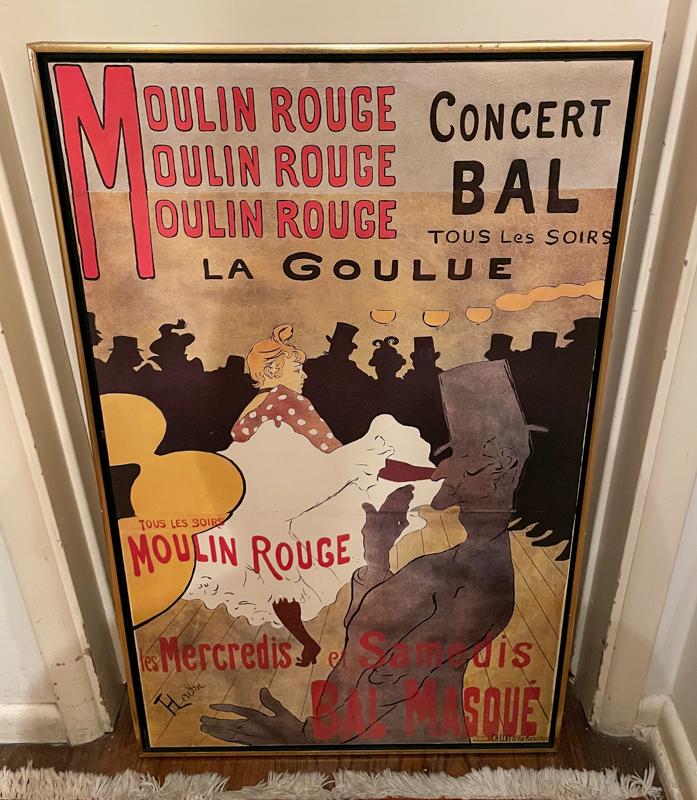 MOULIN ROUGE
MOULIN ROUGE
MOULIN ROUGE
CONCERT
BAL
TOUS Les SOIRS
LA GOULUE
TOUS LES SOIRS
MOULIN ROUGE
les Mercredis et Samedis
BAL MASQUÉ